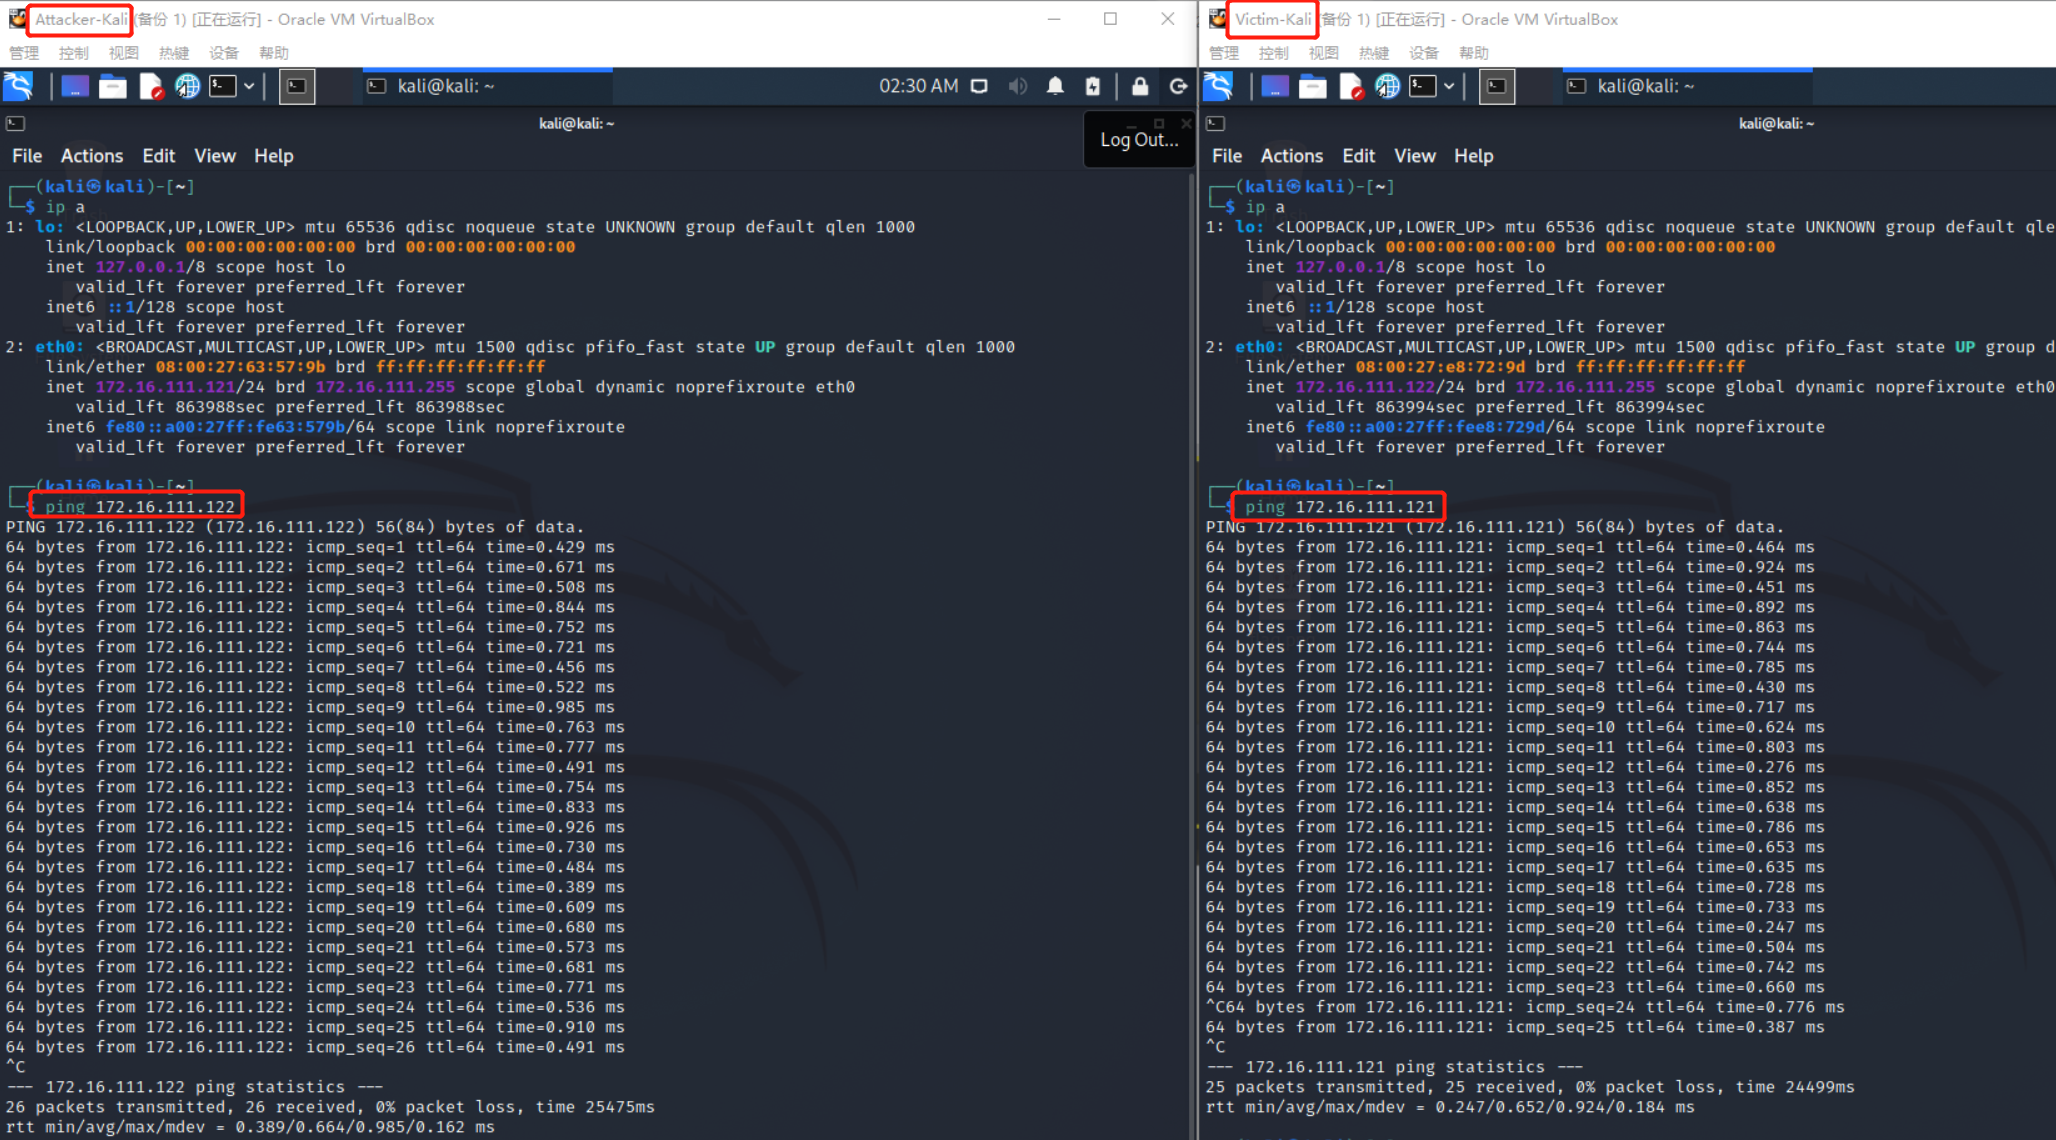 Attacker-Kali (备份 1) [正在运行] - Oracle VM VirtualBox
管理 控制 视图 热键 设备 帮助
kali@kali: ~
02:30 AM
kali@kali: ~
Log Out...
File Actions Edit View Help
┌──(kali㉿kali)-[~]
└─$ ip a
1: lo: <LOOPBACK,UP,LOWER_UP> mtu 65536 qdisc noqueue state UNKNOWN group default qlen 1000
link/loopback 00:00:00:00:00:00 brd 00:00:00:00:00:00
inet 127.0.0.1/8 scope host lo
valid_lft forever preferred_lft forever
inet6 ::1/128 scope host
valid_lft forever preferred_lft forever
2: eth0: <BROADCAST,MULTICAST,UP,LOWER_UP> mtu 1500 qdisc pfifo_fast state UP group default qlen 1000
link/ether 08:00:27:63:57:9b brd ff:ff:ff:ff:ff:ff
inet 172.16.111.121/24 brd 172.16.111.255 scope global dynamic noprefixroute eth0
valid_lft 863988sec preferred_lft 863988sec
inet6 fe80::a00:27ff:fe63:579b/64 scope link noprefixroute
valid_lft forever preferred_lft forever
┌──(kali㉿kali)-[~]
└─$ ping 172.16.111.122
PING 172.16.111.122 (172.16.111.122) 56(84) bytes of data.
64 bytes from 172.16.111.122: icmp_seq=1 ttl=64 time=0.429 ms
64 bytes from 172.16.111.122: icmp_seq=2 ttl=64 time=0.671 ms
64 bytes from 172.16.111.122: icmp_seq=3 ttl=64 time=0.508 ms
64 bytes from 172.16.111.122: icmp_seq=4 ttl=64 time=0.844 ms
64 bytes from 172.16.111.122: icmp_seq=5 ttl=64 time=0.752 ms
64 bytes from 172.16.111.122: icmp_seq=6 ttl=64 time=0.721 ms
64 bytes from 172.16.111.122: icmp_seq=7 ttl=64 time=0.456 ms
64 bytes from 172.16.111.122: icmp_seq=8 ttl=64 time=0.522 ms
64 bytes from 172.16.111.122: icmp_seq=9 ttl=64 time=0.985 ms
64 bytes from 172.16.111.122: icmp_seq=10 ttl=64 time=0.763 ms
64 bytes from 172.16.111.122: icmp_seq=11 ttl=64 time=0.777 ms
64 bytes from 172.16.111.122: icmp_seq=12 ttl=64 time=0.491 ms
64 bytes from 172.16.111.122: icmp_seq=13 ttl=64 time=0.754 ms
64 bytes from 172.16.111.122: icmp_seq=14 ttl=64 time=0.833 ms
64 bytes from 172.16.111.122: icmp_seq=15 ttl=64 time=0.926 ms
64 bytes from 172.16.111.122: icmp_seq=16 ttl=64 time=0.730 ms
64 bytes from 172.16.111.122: icmp_seq=17 ttl=64 time=0.484 ms
64 bytes from 172.16.111.122: icmp_seq=18 ttl=64 time=0.389 ms
64 bytes from 172.16.111.122: icmp_seq=19 ttl=64 time=0.609 ms
64 bytes from 172.16.111.122: icmp_seq=20 ttl=64 time=0.680 ms
64 bytes from 172.16.111.122: icmp_seq=21 ttl=64 time=0.573 ms
64 bytes from 172.16.111.122: icmp_seq=22 ttl=64 time=0.681 ms
64 bytes from 172.16.111.122: icmp_seq=23 ttl=64 time=0.771 ms
64 bytes from 172.16.111.122: icmp_seq=24 ttl=64 time=0.536 ms
64 bytes from 172.16.111.122: icmp_seq=25 ttl=64 time=0.910 ms
64 bytes from 172.16.111.122: icmp_seq=26 ttl=64 time=0.491 ms
^C
--- 172.16.111.122 ping statistics ---
26 packets transmitted, 26 received, 0% packet loss, time 25475ms
rtt min/avg/max/mdev = 0.389/0.664/0.985/0.162 ms
Victim-Kali (备份 1) [正在运行] - Oracle VM VirtualBox
管理 控制 视图 热键 设备 帮助
kali@kali: ~
kali@kali: ~
File Actions Edit View Help
┌──(kali㉿kali)-[~]
└─$ ip a
1: lo: <LOOPBACK,UP,LOWER_UP> mtu 65536 qdisc noqueue state UNKNOWN group default qle
link/loopback 00:00:00:00:00:00 brd 00:00:00:00:00:00
inet 127.0.0.1/8 scope host lo
valid_lft forever preferred_lft forever
inet6 ::1/128 scope host
valid_lft forever preferred_lft forever
2: eth0: <BROADCAST,MULTICAST,UP,LOWER_UP> mtu 1500 qdisc pfifo_fast state UP group d
link/ether 08:00:27:e8:72:9d brd ff:ff:ff:ff:ff:ff
inet 172.16.111.122/24 brd 172.16.111.255 scope global dynamic noprefixroute eth0
valid_lft 863994sec preferred_lft 863994sec
inet6 fe80::a00:27ff:fee8:729d/64 scope link noprefixroute
valid_lft forever preferred_lft forever
┌──(kali㉿kali)-[~]
└─$ ping 172.16.111.121
PING 172.16.111.121 (172.16.111.121) 56(84) bytes of data.
64 bytes from 172.16.111.121: icmp_seq=1 ttl=64 time=0.464 ms
64 bytes from 172.16.111.121: icmp_seq=2 ttl=64 time=0.924 ms
64 bytes from 172.16.111.121: icmp_seq=3 ttl=64 time=0.451 ms
64 bytes from 172.16.111.121: icmp_seq=4 ttl=64 time=0.892 ms
64 bytes from 172.16.111.121: icmp_seq=5 ttl=64 time=0.863 ms
64 bytes from 172.16.111.121: icmp_seq=6 ttl=64 time=0.744 ms
64 bytes from 172.16.111.121: icmp_seq=7 ttl=64 time=0.785 ms
64 bytes from 172.16.111.121: icmp_seq=8 ttl=64 time=0.430 ms
64 bytes from 172.16.111.121: icmp_seq=9 ttl=64 time=0.717 ms
64 bytes from 172.16.111.121: icmp_seq=10 ttl=64 time=0.624 ms
64 bytes from 172.16.111.121: icmp_seq=11 ttl=64 time=0.803 ms
64 bytes from 172.16.111.121: icmp_seq=12 ttl=64 time=0.276 ms
64 bytes from 172.16.111.121: icmp_seq=13 ttl=64 time=0.852 ms
64 bytes from 172.16.111.121: icmp_seq=14 ttl=64 time=0.638 ms
64 bytes from 172.16.111.121: icmp_seq=15 ttl=64 time=0.786 ms
64 bytes from 172.16.111.121: icmp_seq=16 ttl=64 time=0.653 ms
64 bytes from 172.16.111.121: icmp_seq=17 ttl=64 time=0.635 ms
64 bytes from 172.16.111.121: icmp_seq=18 ttl=64 time=0.728 ms
64 bytes from 172.16.111.121: icmp_seq=19 ttl=64 time=0.733 ms
64 bytes from 172.16.111.121: icmp_seq=20 ttl=64 time=0.247 ms
64 bytes from 172.16.111.121: icmp_seq=21 ttl=64 time=0.504 ms
64 bytes from 172.16.111.121: icmp_seq=22 ttl=64 time=0.742 ms
64 bytes from 172.16.111.121: icmp_seq=23 ttl=64 time=0.660 ms
^C64 bytes from 172.16.111.121: icmp_seq=24 ttl=64 time=0.776 ms
64 bytes from 172.16.111.121: icmp_seq=25 ttl=64 time=0.387 ms
^C
--- 172.16.111.121 ping statistics ---
25 packets transmitted, 25 received, 0% packet loss, time 24499ms
rtt min/avg/max/mdev = 0.247/0.652/0.924/0.184 ms